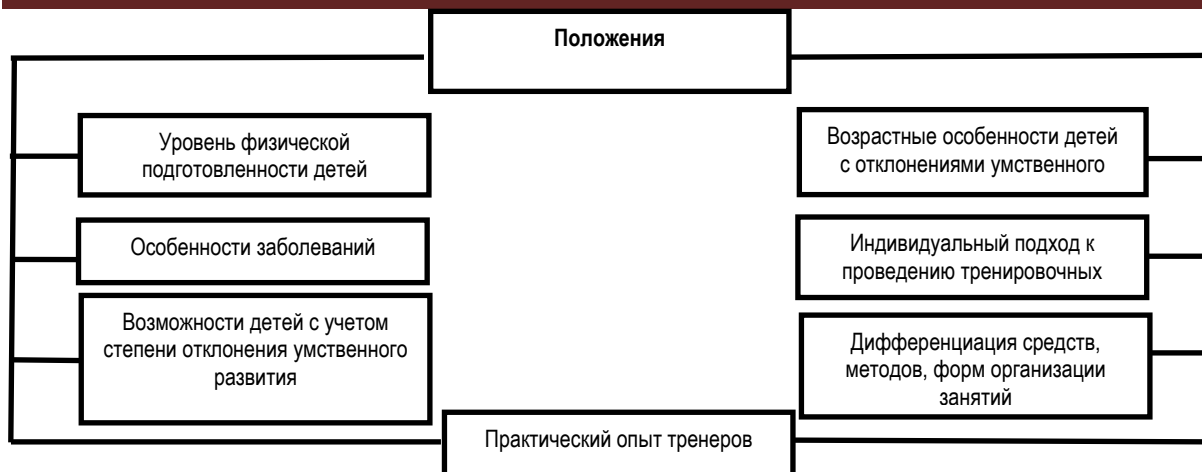 Положения
Уровень физической
подготовленности детей
Особенности заболеваний
Возможности детей с учетом
степени отклонения умственного
развития
Возрастные особенности детей
с отклонениями умственного
Индивидуальный подход к
проведению тренировочных
Дифференциация средств,
методов, форм организации
занятий
Практический опыт тренеров